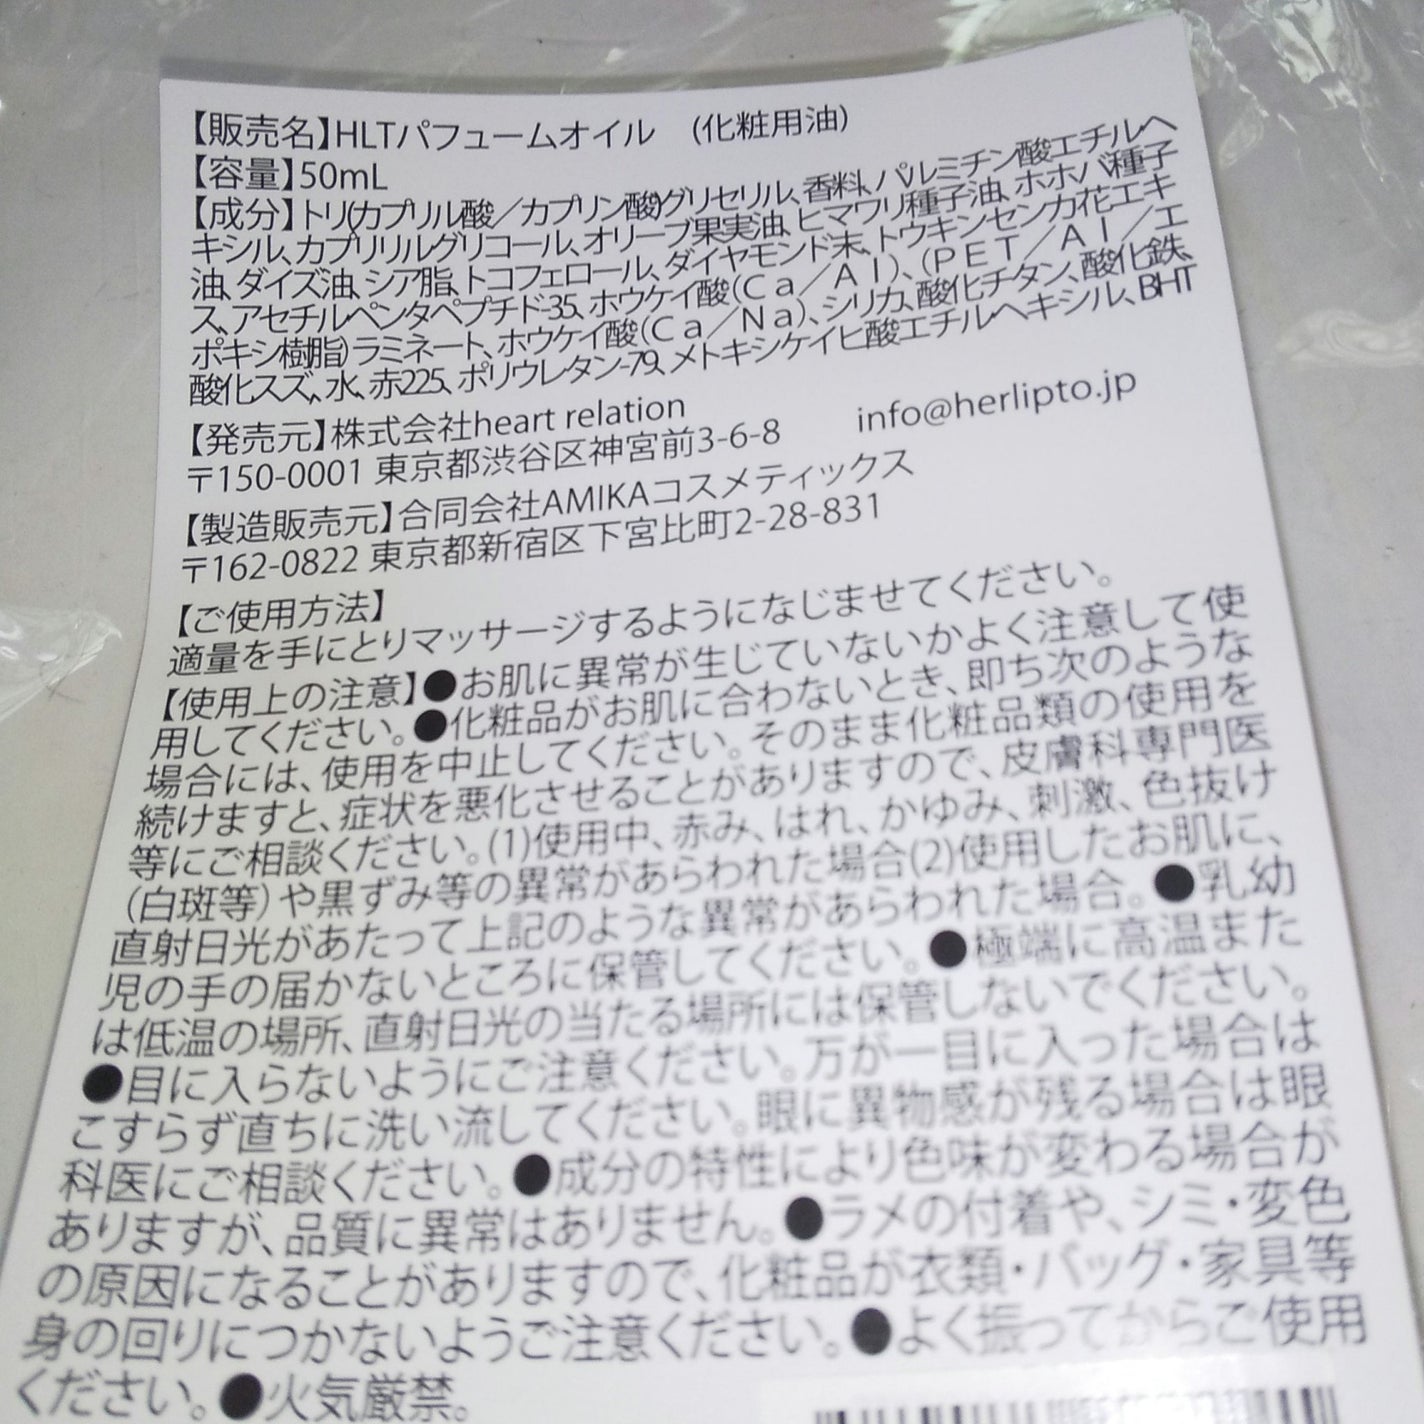 【販売名】HLTパフュームオイル (化粧用油)
【容量】50mL
【成分】トリ(カプリル酸/カプリン酸)グリセリル、香料、パルミチン酸エチルヘ
キシル、カプリリルグリコール、オリーブ果実油、ヒマワリ種子油、ホホバ種子
油、ダイズ油、シア脂、トコフェロール、ダイヤモンド末、トウキンセンカ花エキ
ス、アセチルペンタペプチド-35、ホウケイ酸(Ca/Al)、(PET/Al/エ
ポキシ樹脂)ラミネート、ホウケイ酸(Ca/Na)、シリカ、酸化チタン、酸化鉄、
酸化スズ、水、赤225、ポリウレタン-79、メトキシケイヒ酸エチルヘキシル、BHT
【発売元】株式会社heart relation
〒150-0001 東京都渋谷区神宮前3-6-8 info@herlipto.jp
【製造販売元】合同会社AMIKAコスメティックス
〒162-0822 東京都新宿区下宮比町2-28-831
【ご使用方法】
適量を手にとりマッサージするようになじませてください。
【使用上の注意】●お肌に異常が生じていないかよく注意して使
用してください。●化粧品がお肌に合わないとき、即ち次のような
場合には、使用を中止してください。そのまま化粧品類の使用を
続けますと、症状を悪化させることがありますので、皮膚科専門医
等にご相談ください。(1)使用中、赤み、はれ、かゆみ、刺激、色抜け
(白斑等)や黒ずみ等の異常があらわれた場合(2)使用したお肌に、
直射日光があたって上記のような異常があらわれた場合。●乳幼
児の手の届かないところに保管してください。●極端に高温また
は低温の場所、直射日光の当たる場所には保管しないでください。
●目に入らないようにご注意ください。万が一目に入った場合は
こすらず直ちに洗い流してください。眼に異物感が残る場合は眼
科医にご相談ください。●成分の特性により色味が変わる場合が
ありますが、品質に異常はありません。●ラメの付着や、シミ・変色
の原因になることがありますので、化粧品が衣類・バッグ・家具等
身の回りにつかないようご注意ください。●よく振ってからご使用
ください。●火気厳禁。